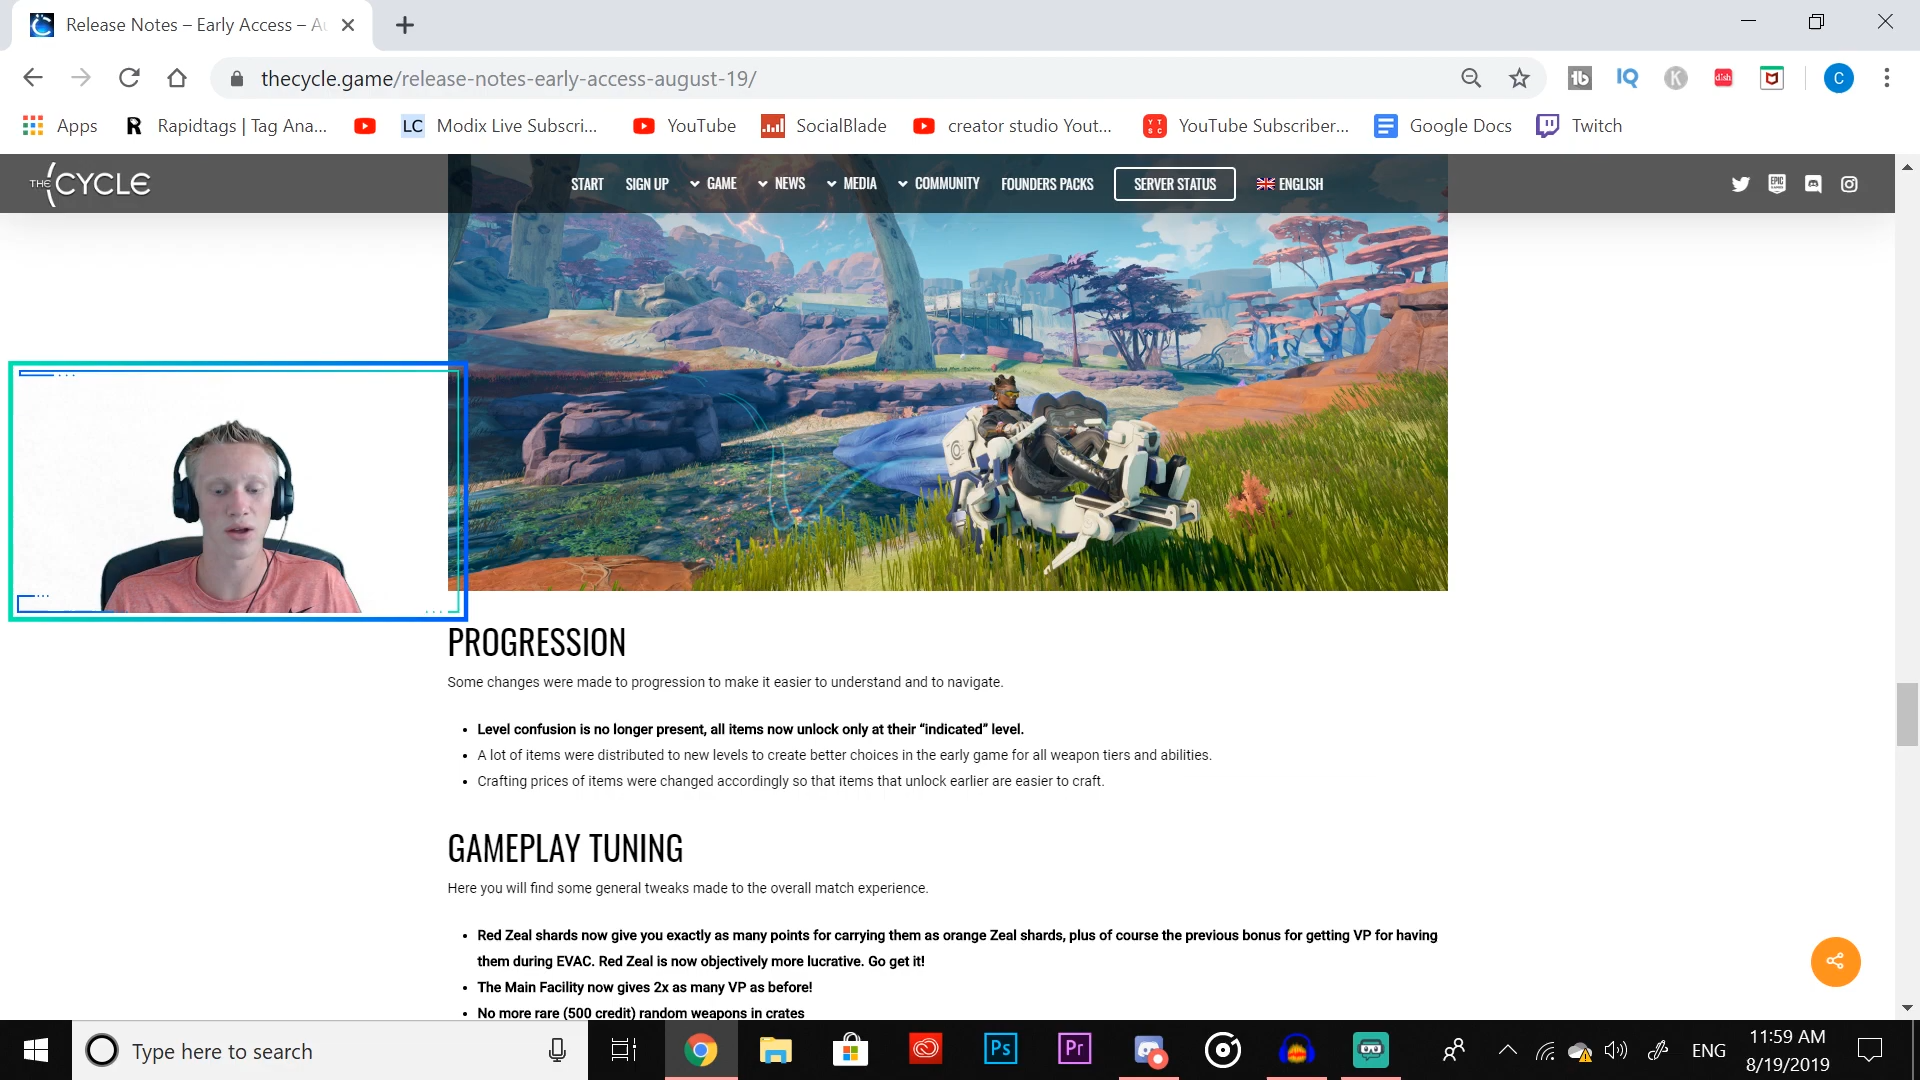 Release Notes – Early Access – Au
thecycle.game/release-notes-early-access-august-19/
Apps
Rapidtags | Tag Ana...
LC
Modix Live Subscri...
YouTube
SocialBlade
creator studio Yout...
YouTube Subscriber...
Google Docs
Twitch
THE CYCLE
START
SIGN UP
GAME
NEWS
MEDIA
COMMUNITY
FOUNDERS PACKS
SERVER STATUS
ENGLISH
PROGRESSION
Some changes were made to progression to make it easier to understand and to navigate.
Level confusion is no longer present, all items now unlock only at their “indicated” level.
A lot of items were distributed to new levels to create better choices in the early game for all weapon tiers and abilities.
Crafting prices of items were changed accordingly so that items that unlock earlier are easier to craft.
GAMEPLAY TUNING
Here you will find some general tweaks made to the overall match experience.
Red Zeal shards now give you exactly as many points for carrying them as orange Zeal shards, plus of course the previous bonus for getting VP for having
them during EVAC. Red Zeal is now objectively more lucrative. Go get it!
The Main Facility now gives 2x as many VP as before!
No more rare (500 credit) random weapons in crates
Type here to search
Ps
Pr
ENG
11:59 AM
8/19/2019